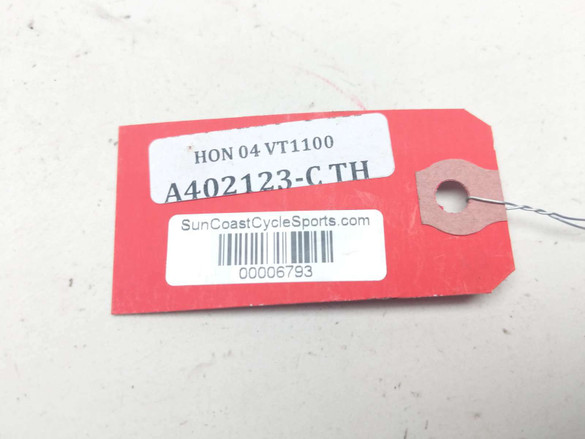 HON 04 VT1100
A402123-C TH
SunCoastCycleSports.com
00006793